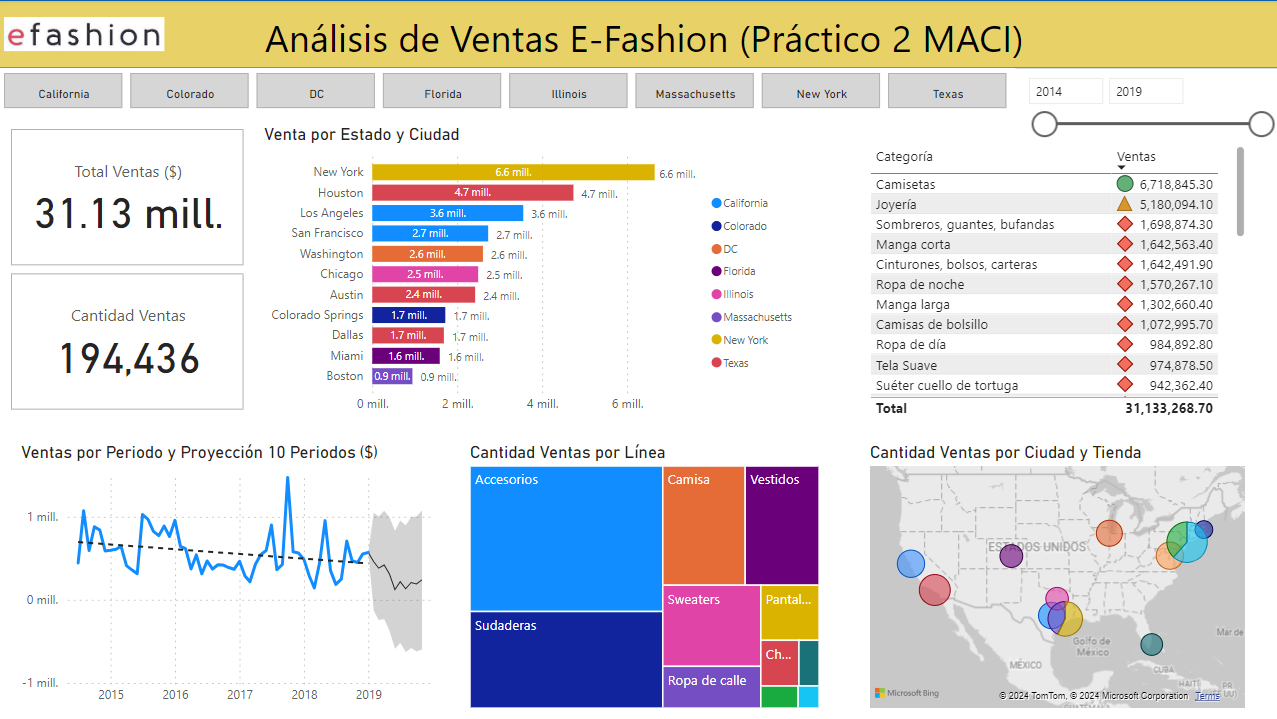 efashion
Análisis de Ventas E-Fashion (Práctico 2 MACI)
California
Colorado
DC
Florida
Illinois
Massachusetts
New York
Texas
2014
2019
Total Ventas ($)
31.13 mill.
Cantidad Ventas
194,436
Venta por Estado y Ciudad
New York 6.6 mill. 6.6 mill.
Houston 4.7 mill. 4.7 mill.
Los Angeles 3.6 mill. 3.6 mill.
San Francisco 2.7 mill. 2.7 mill.
Washington 2.6 mill. 2.6 mill.
Chicago 2.5 mill. 2.5 mill.
Austin 2.4 mill. 2.4 mill.
Colorado Springs 1.7 mill. 1.7 mill.
Dallas 1.7 mill. 1.7 mill.
Miami 1.6 mill. 1.6 mill.
Boston 0.9 mill. 0.9 mill.
0 mill. 2 mill. 4 mill. 6 mill.
California
Colorado
DC
Florida
Illinois
Massachusetts
New York
Texas
Categoría Ventas
Camisetas 6,718,845.30
Joyería 5,180,094.10
Sombreros, guantes, bufandas 1,698,874.30
Manga corta 1,642,563.40
Cinturones, bolsos, carteras 1,642,491.90
Ropa de noche 1,570,267.10
Manga larga 1,302,660.40
Camisas de bolsillo 1,072,995.70
Ropa de día 984,892.80
Tela Suave 974,878.50
Suéter cuello de tortuga 942,362.40
Total 31,133,268.70
Ventas por Periodo y Proyección 10 Periodos ($)
1 mill.
0 mill.
-1 mill.
2015 2016 2017 2018 2019
Cantidad Ventas por Línea
Accesorios
Sudaderas
Camisa
Vestidos
Sweaters
Pantal...
Ch...
Ropa de calle
Cantidad Ventas por Ciudad y Tienda
ESTADOS UNIDOS
Golfo de
México
MÉXICO
CUBA
HAITÍ
PR
Mar de
Microsoft Bing
© 2024 TomTom, © 2024 Microsoft Corporation Terms